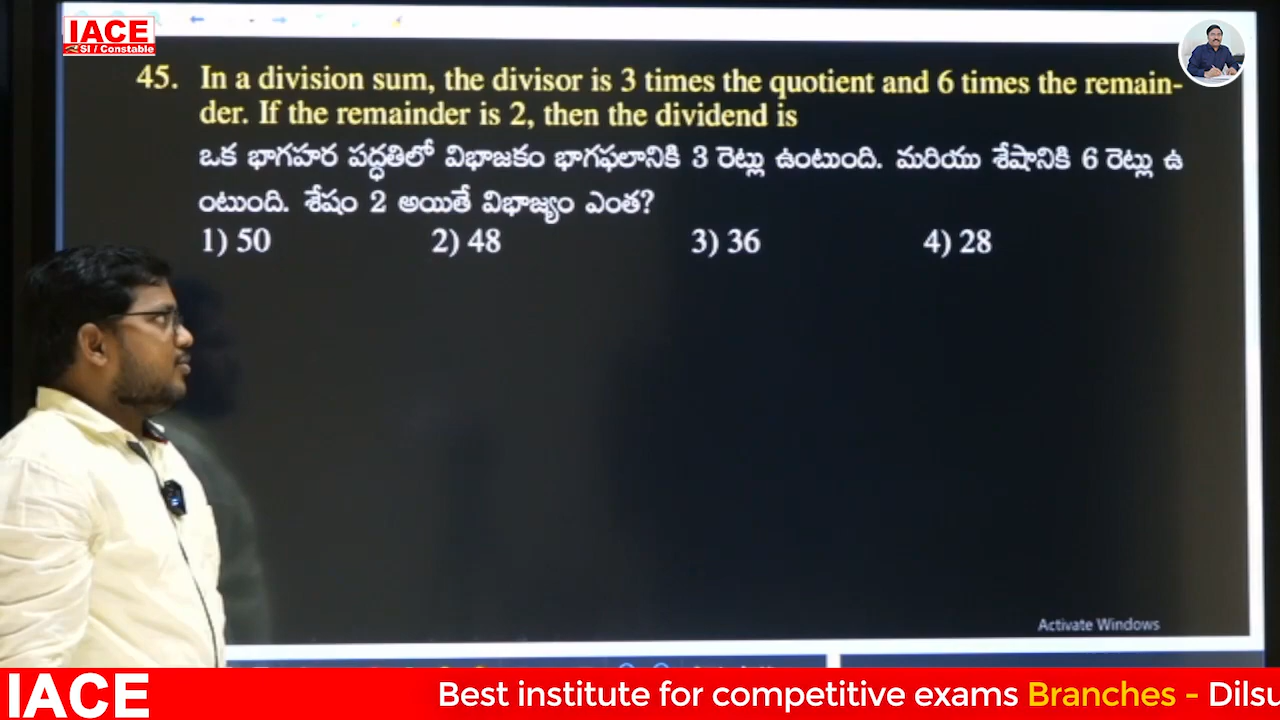 IACE
SI / Constable
45. In a division sum, the divisor is 3 times the quotient and 6 times the remain-
der. If the remainder is 2, then the dividend is
ఒక భాగహర పద్ధతిలో విభాజకం భాగఫలానికి 3 రెట్లు ఉంటుంది. మరియు శేషానికి 6 రెట్లు ఉ
ంటుంది. శేషం 2 అయితే విభాజ్యం ఎంత?
1) 50 2) 48 3) 36 4) 28
Activate Windows
IACE Best institute for competitive exams Branches - Dilsu